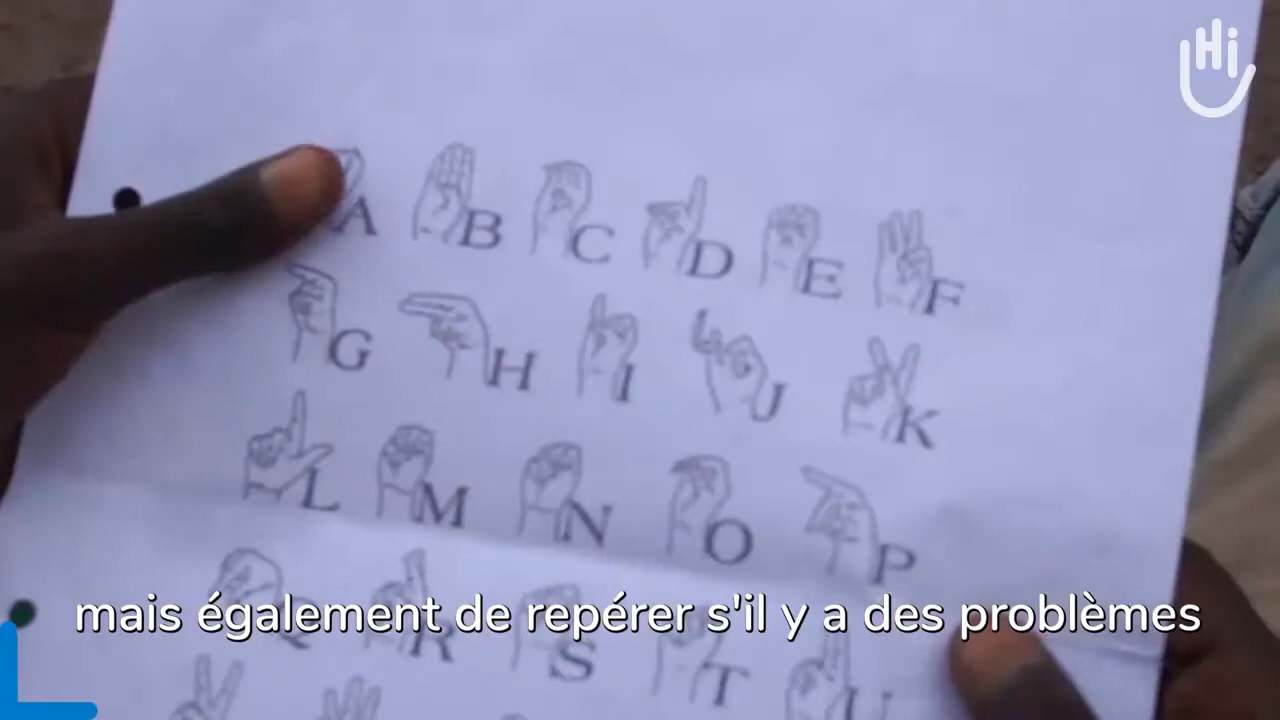 Hi
A B C D E F
G H I J K
L M N O P
Q R S T U
mais également de repérer s'il y a des problèmes